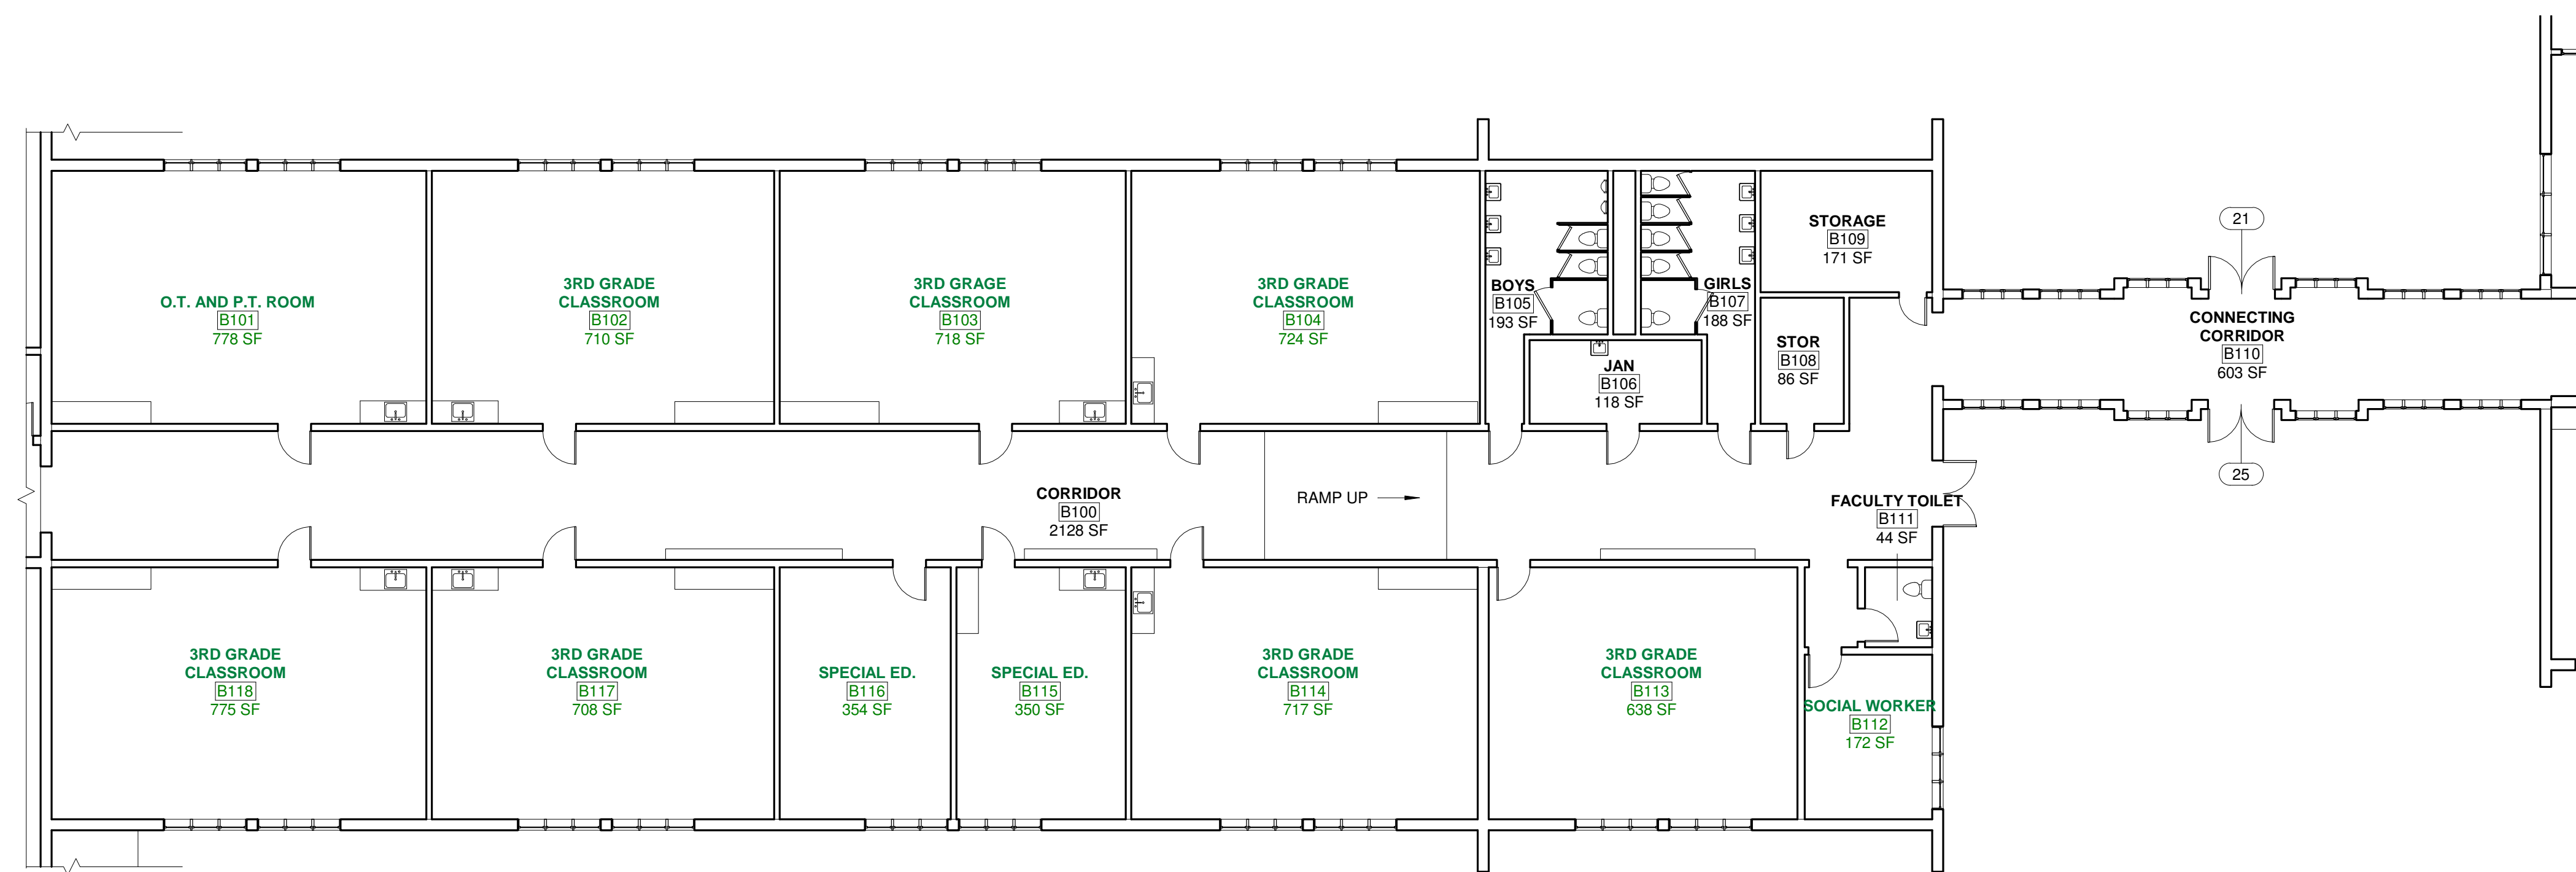 O.T. AND P.T. ROOM
B101
778 SF
3RD GRADE
CLASSROOM
B102
710 SF
3RD GRAGE
CLASSROOM
B103
718 SF
3RD GRADE
CLASSROOM
B104
724 SF
BOYS
B105
193 SF
JAN
B106
118 SF
GIRLS
B107
188 SF
STORAGE
B109
171 SF
STOR
B108
86 SF
21
CONNECTING
CORRIDOR
B110
603 SF
25
CORRIDOR
B100
2128 SF
RAMP UP
FACULTY TOILET
B111
44 SF
3RD GRADE
CLASSROOM
B118
775 SF
3RD GRADE
CLASSROOM
B117
708 SF
SPECIAL ED.
B116
354 SF
SPECIAL ED.
B115
350 SF
3RD GRADE
CLASSROOM
B114
717 SF
3RD GRADE
CLASSROOM
B113
638 SF
SOCIAL WORKER
B112
172 SF